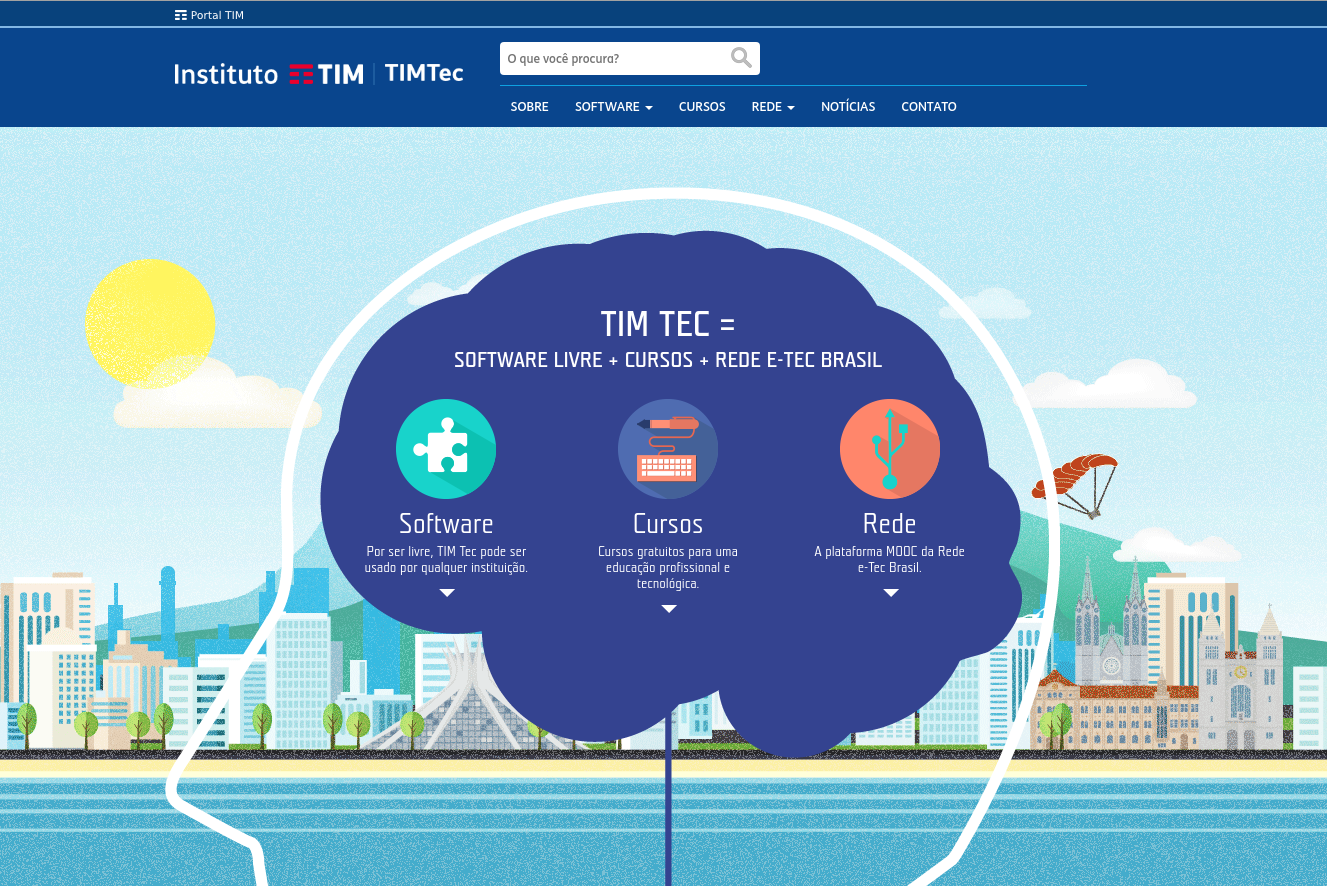 Portal TIM
Instituto TIM | TIMTec
O que você procura?
SOBRE SOFTWARE CURSOS REDE NOTÍCIAS CONTATO
TIM TEC =
SOFTWARE LIVRE + CURSOS + REDE E-TEC BRASIL
Software
Por ser livre, TIM Tec pode ser
usado por qualquer instituição.
Cursos
Cursos gratuitos para uma
educação profissional e
tecnológica.
Rede
A plataforma MOOC da Rede
e-Tec Brasil.